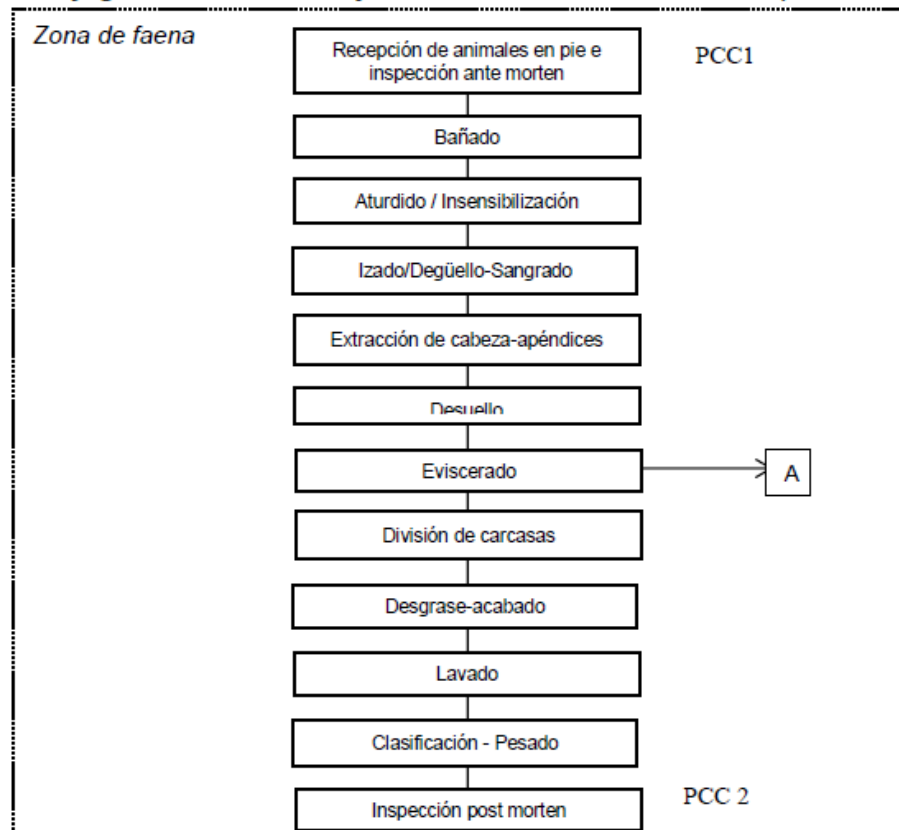 Zona de faena
Recepción de animales en pie e
inspección ante morten
PCC1
Bañado
Aturdido / Insensibilización
Izado/Degüello-Sangrado
Extracción de cabeza-apéndices
Desuello
Eviscerado
A
División de carcasas
Desgrase-acabado
Lavado
Clasificación - Pesado
Inspección post morten
PCC 2